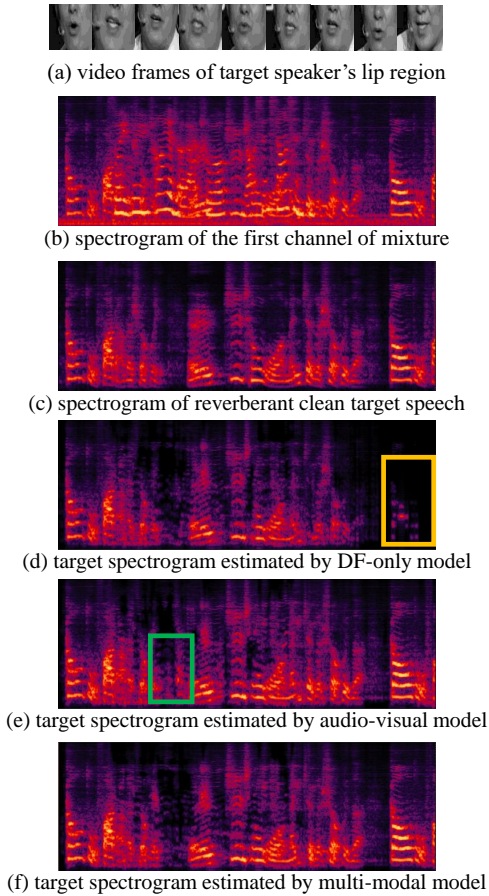 (a) video frames of target speaker's lip region
(b) spectrogram of the first channel of mixture
(c) spectrogram of reverberant clean target speech
(d) target spectrogram estimated by DF-only model
(e) target spectrogram estimated by audio-visual model
(f) target spectrogram estimated by multi-modal model